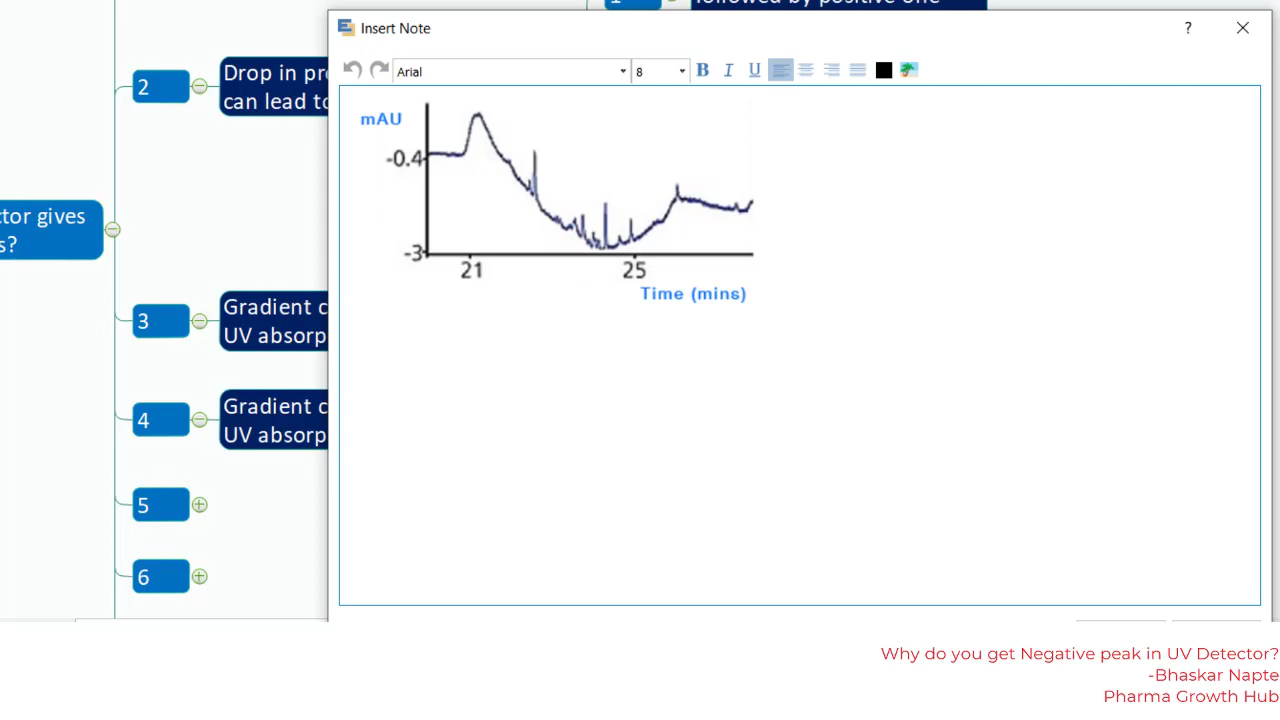 followed by positive one
Insert Note
?
Arial
8
B I U
2
Drop in pr
can lead to
mAU
-0.4
-3
21
25
Time (mins)
ctor gives
s?
3
Gradient c
UV absorp
4
Gradient c
UV absorp
5
6
Why do you get Negative peak in UV Detector?
-Bhaskar Napte
Pharma Growth Hub